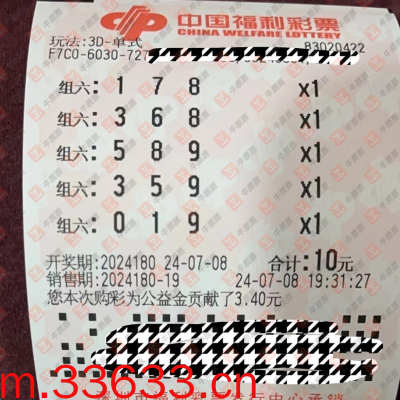 中国福利彩票
CHINA WELFARE LOTTERY
玩法:3D-单式 83020422
F7C0-6030-727
组六: 1 7 8 x1
组六: 3 6 8 x1
组六: 5 8 9 x1
组六: 3 5 9 x1
组六: 0 1 9 x1
开奖期:2024180 24-07-08 合计:10元
销售期:2024180-19 24-07-08 19:31:27
您本次购彩为公益金贡献了3.40元
m.33633.cn